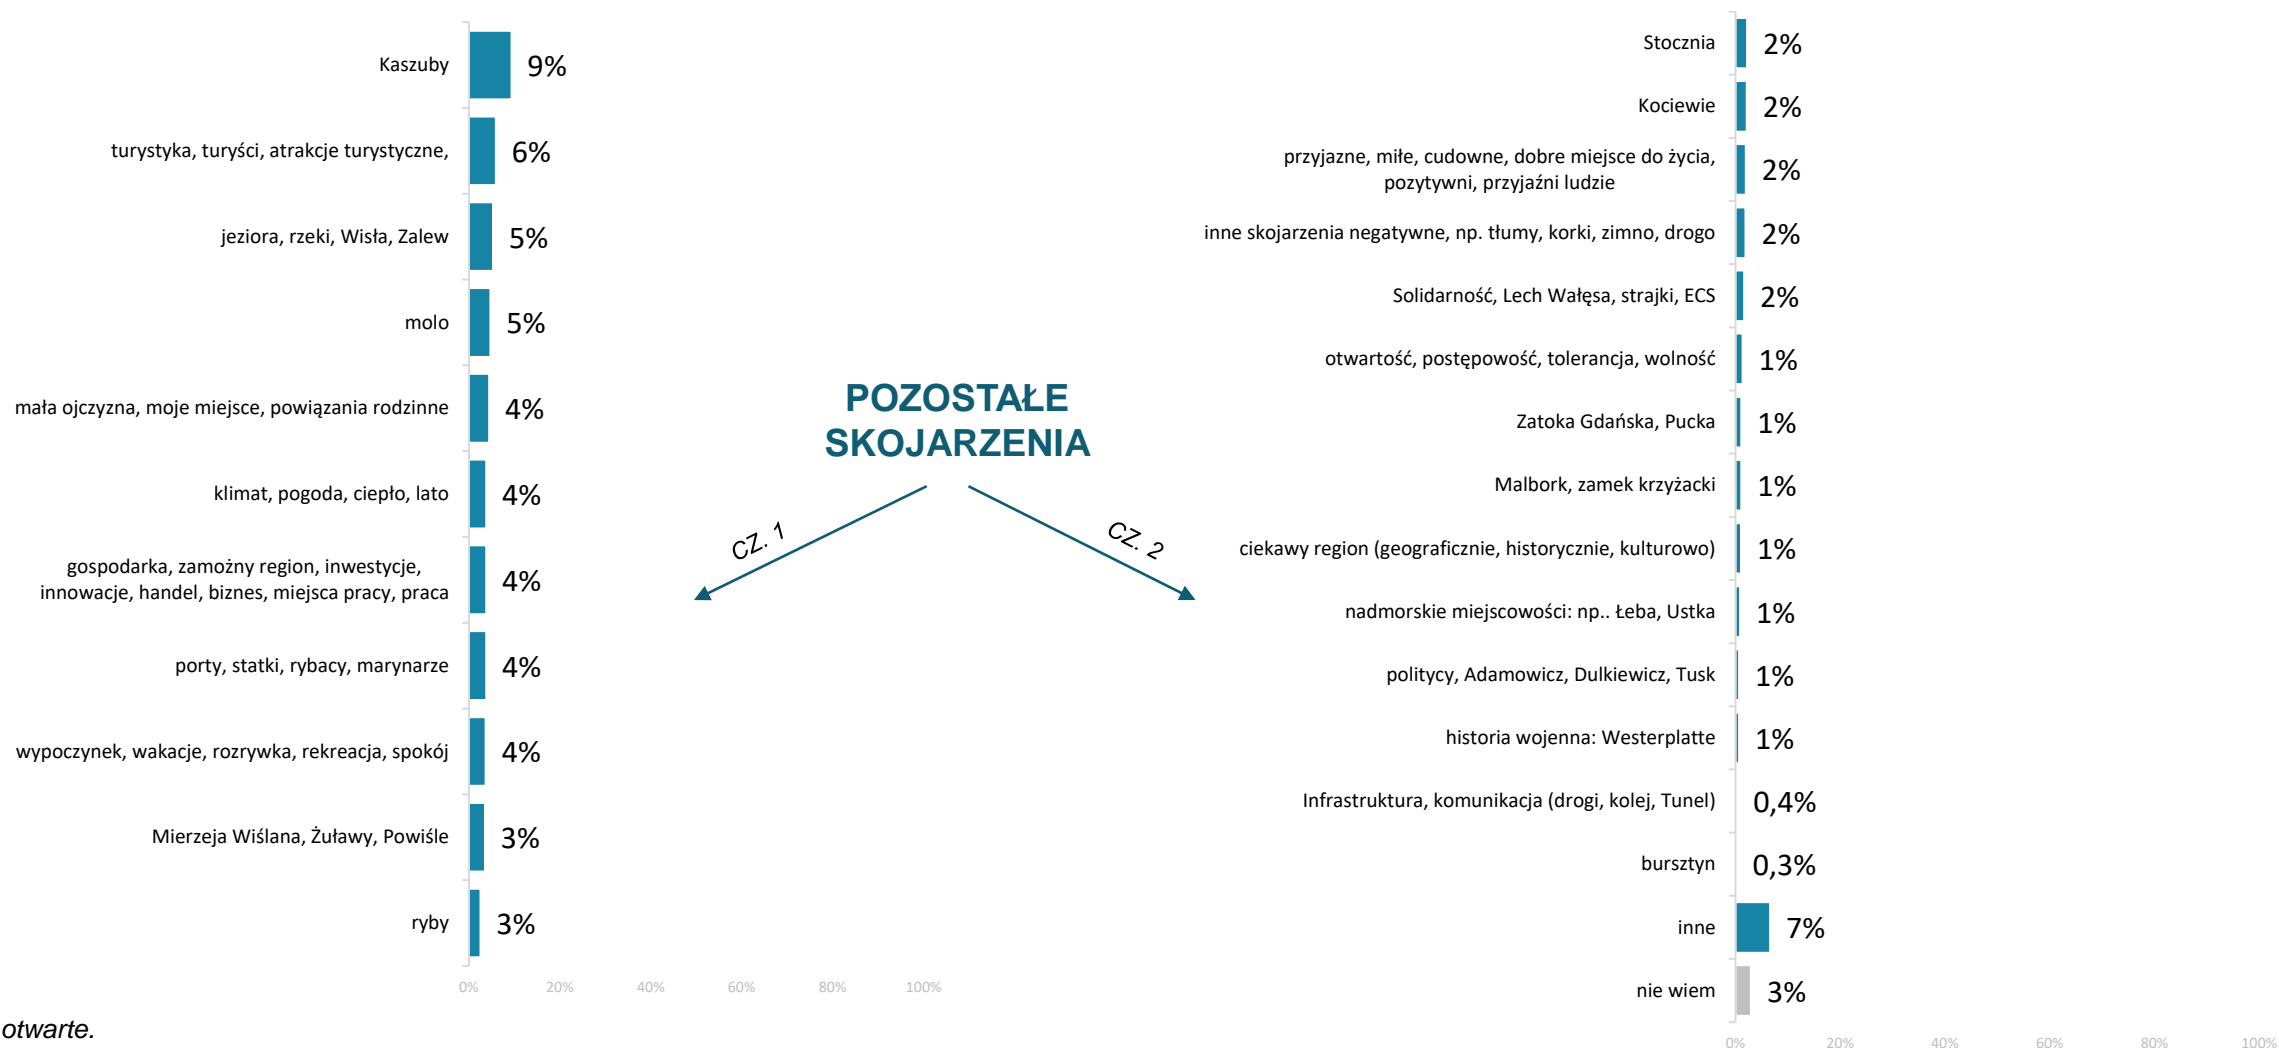 Kaszuby 9%
turystyka, turyści, atrakcje turystyczne, 6%
jeziora, rzeki, Wisła, Zalew 5%
molo 5%
mała ojczyzna, moje miejsce, powiązania rodzinne 4%
klimat, pogoda, ciepło, lato 4%
gospodarka, zamożny region, inwestycje,
innowacje, handel, biznes, miejsca pracy, praca 4%
porty, statki, rybacy, marynarze 4%
wypoczynek, wakacje, rozrywka, rekreacja, spokój 4%
Mierzeja Wiślana, Żuławy, Powiśle 3%
ryby 3%
0% 20% 40% 60% 80% 100%
otwarte.
POZOSTAŁE
SKOJARZENIA
CZ. 1
CZ. 2
Stocznia 2%
Kociewie 2%
przyjazne, miłe, cudowne, dobre miejsce do życia,
pozytywni, przyjaźni ludzie 2%
inne skojarzenia negatywne, np. tłumy, korki, zimno, drogo 2%
Solidarność, Lech Wałęsa, strajki, ECS 2%
otwartość, postępowość, tolerancja, wolność 1%
Zatoka Gdańska, Pucka 1%
Malbork, zamek krzyżacki 1%
ciekawy region (geograficznie, historycznie, kulturowo) 1%
nadmorskie miejscowości: np.. Łeba, Ustka 1%
politycy, Adamowicz, Dulkiewicz, Tusk 1%
historia wojenna: Westerplatte 1%
Infrastruktura, komunikacja (drogi, kolej, Tunel) 0,4%
bursztyn 0,3%
inne 7%
nie wiem 3%
0% 20% 40% 60% 80% 100%